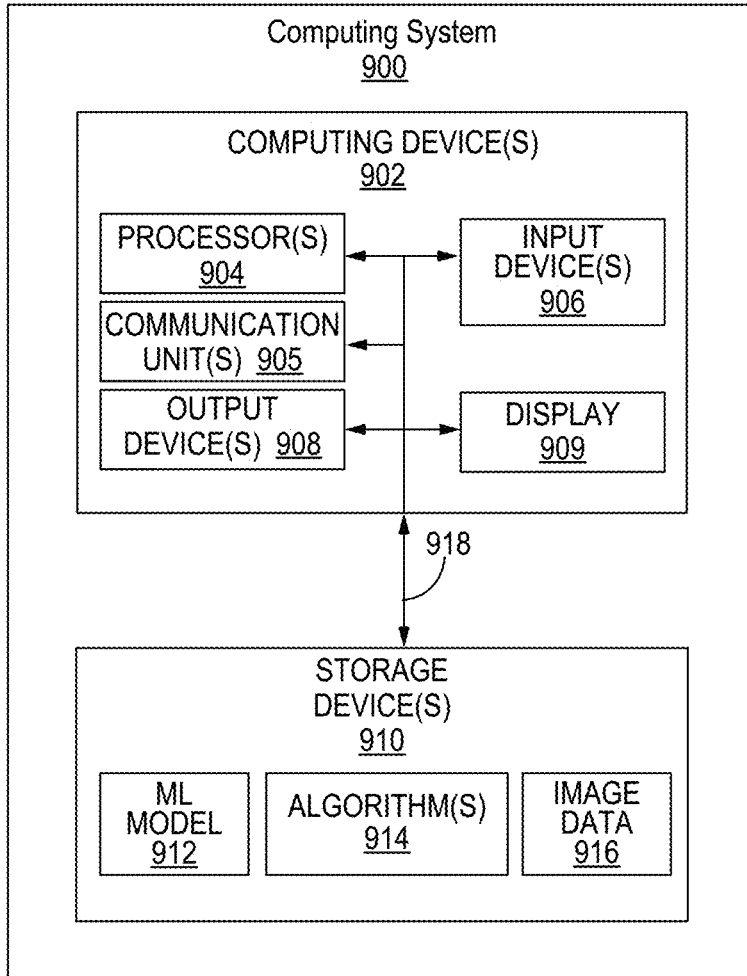 Computing System
900
COMPUTING DEVICE(S)
902
PROCESSOR(S)
904
INPUT
DEVICE(S)
906
COMMUNICATION
UNIT(S) 905
OUTPUT
DEVICE(S) 908
DISPLAY
909
918
STORAGE
DEVICE(S)
910
ML
MODEL
912
ALGORITHM(S)
914
IMAGE
DATA
916